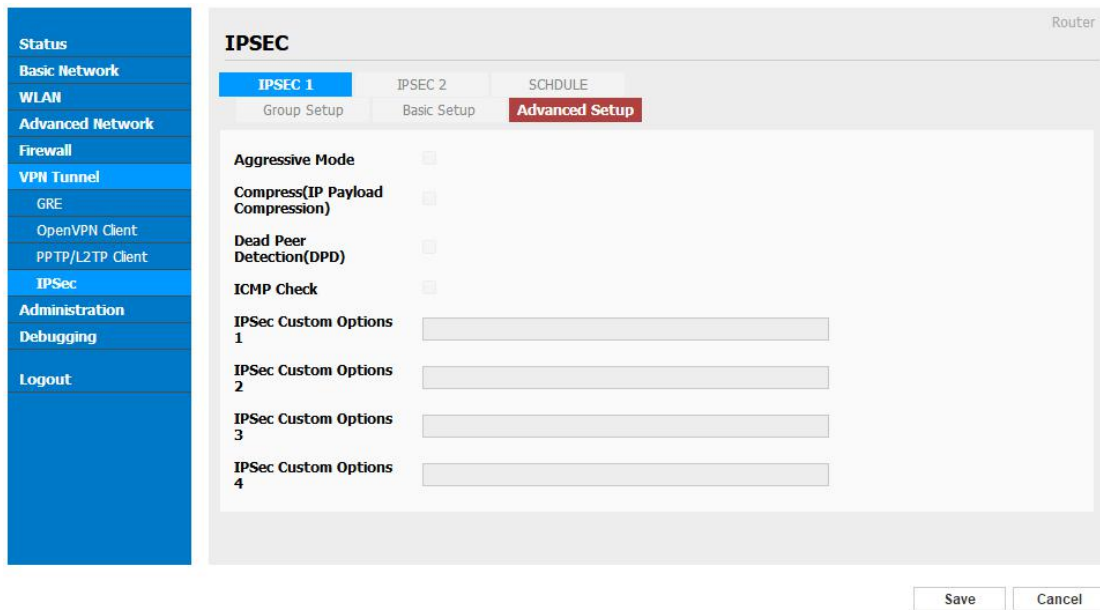 Router
Status
Basic Network
WLAN
Advanced Network
Firewall
VPN Tunnel
GRE
OpenVPN Client
PPTP/L2TP Client
IPSec
Administration
Debugging
Logout
IPSEC
IPSEC 1 IPSEC 2 SCHDULE
Group Setup Basic Setup Advanced Setup
Aggressive Mode
Compress(IP Payload
Compression)
Dead Peer
Detection(DPD)
ICMP Check
IPSec Custom Options
1
IPSec Custom Options
2
IPSec Custom Options
3
IPSec Custom Options
4
Save Cancel